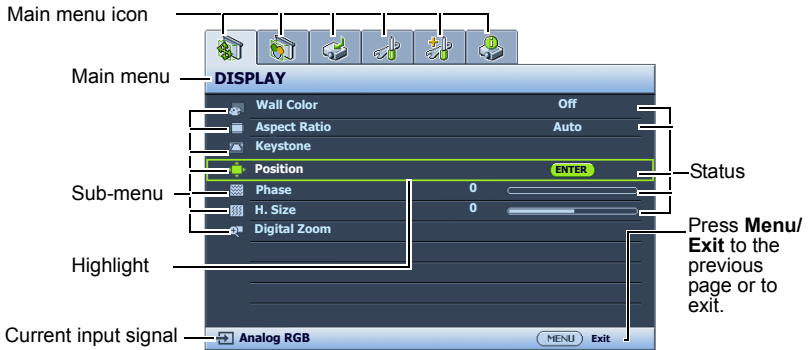 Main menu icon
Main menu
DISPLAY
Wall Color Off
Aspect Ratio Auto
Keystone
Position ENTER
Status
Sub-menu
Phase 0
H. Size 0
Digital Zoom
Press Menu/
Exit to the
previous
page or to
exit.
Highlight
Current input signal
Analog RGB
MENU Exit